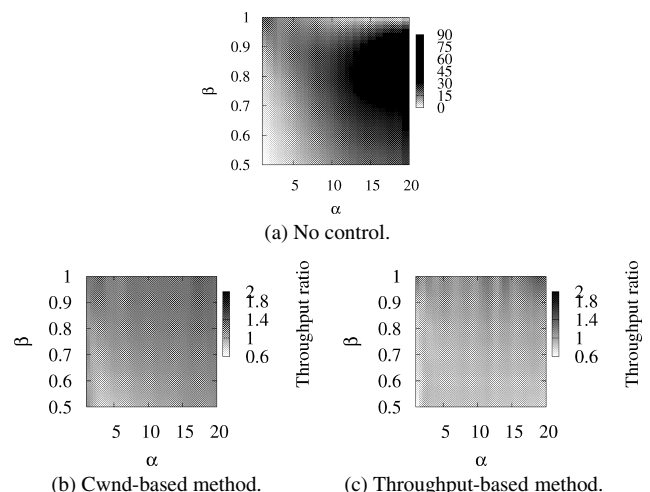 1
0.9
0.8
0.7
0.6
0.5
β
5 10 15 20
α
90
75
60
45
30
15
0
(a) No control.
1
0.9
0.8
0.7
0.6
0.5
β
5 10 15 20
α
2
1.8
1.4
1
0.6
Throughput ratio
(b) Cwnd-based method.
1
0.9
0.8
0.7
0.6
0.5
β
5 10 15 20
α
2
1.8
1.4
1
0.6
Throughput ratio
(c) Throughput-based method.